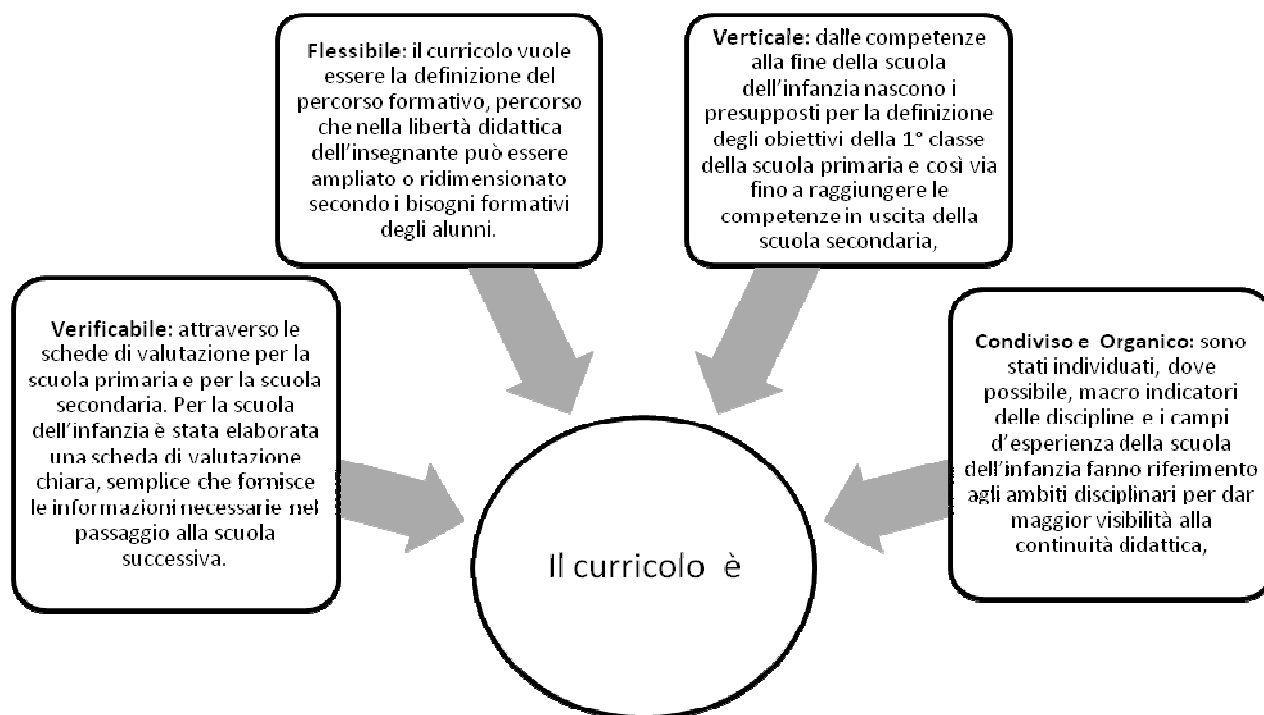 Flessibile: il curricolo vuole
essere la definizione del
percorso formativo, percorso
che nella libertà didattica
dell'insegnante può essere
ampliato o ridimensionato
secondo i bisogni formativi
degli alunni.
Verticale: dalle competenze
alla fine della scuola
dell'infanzia nascono i
presupposti per la definizione
degli obiettivi della 1° classe
della scuola primaria e così via
fino a raggiungere le
competenze in uscita della
scuola secondaria,
Verificabile: attraverso le
schede di valutazione per la
scuola primaria e per la scuola
secondaria. Per la scuola
dell'infanzia è stata elaborata
una scheda di valutazione
chiara, semplice che fornisce
le informazioni necessarie nel
passaggio alla scuola
successiva.
Condiviso e Organico: sono
stati individuati, dove
possibile, macro indicatori
delle discipline e i campi
d'esperienza della scuola
dell'infanzia fanno riferimento
agli ambiti disciplinari per dar
maggior visibilità alla
continuità didattica,
Il curricolo è